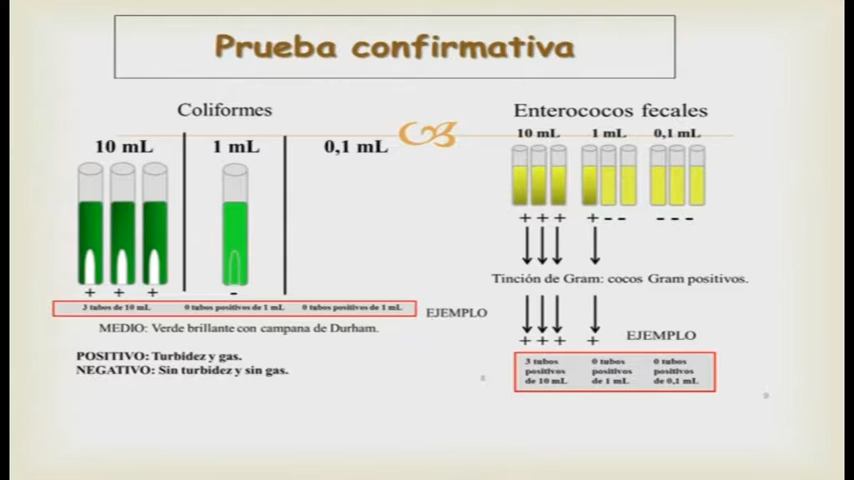 Prueba confirmativa
Coliformes
10 mL 1 mL 0,1 mL
+ + + -
3 tubos de 10 mL 0 tubos positivos de 1 mL 0 tubos positivos de 1 mL
EJEMPLO
MEDIO: Verde brillante con campana de Durham.
POSITIVO: Turbidez y gas.
NEGATIVO: Sin turbidez y sin gas.
Enterococos fecales
10 mL 1 mL 0,1 mL
+ + + + - - - - -
Tinción de Gram: cocos Gram positivos.
+ + + +
EJEMPLO
3 tubos 0 tubos 0 tubos
positivos positivos positivos
de 10 mL de 1 mL de 0,1 mL
8
9